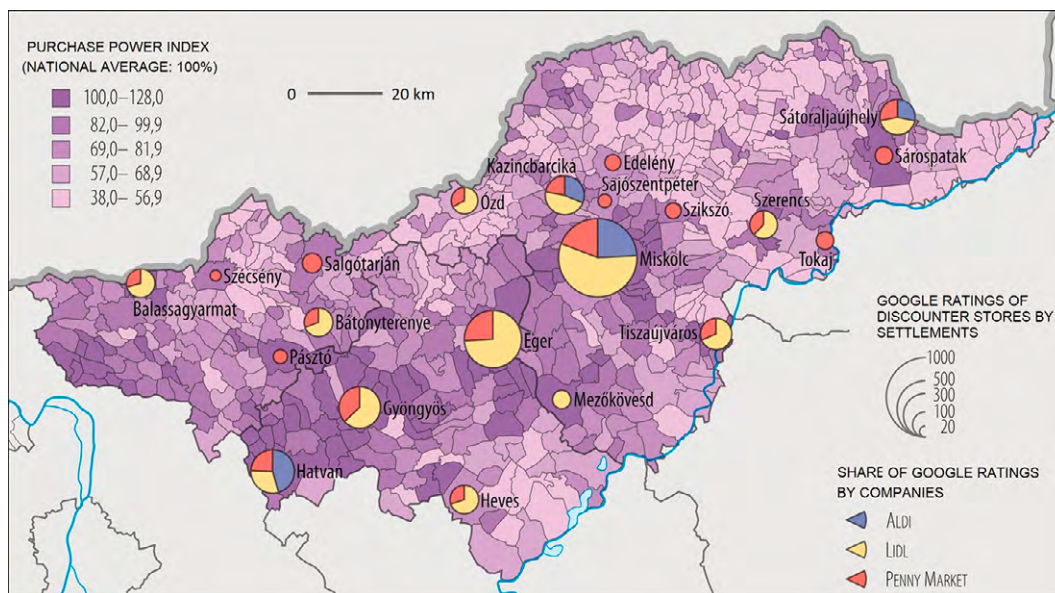 PURCHASE POWER INDEX
(NATIONAL AVERAGE: 100%)
100,0–128,0
82,0–99,9
69,0–81,9
57,0–68,9
38,0–56,9
0 20 km
Sátoraljaújhely
Sárospatak
Kazincbarcika
Edelény
Sajószentpéter
Ózd
Szikszó
Szerencs
Miskolc
Tokaj
Szécsény
Salgótarján
Balassagyarmat
Bátonyterenye
Eger
Tiszaújváros
Pásztó
Mezőkövesd
Gyöngyös
Hatvan
Heves
GOOGLE RATINGS OF
DISCOUNTER STORES BY
SETTLEMENTS
1000
500
300
100
20
SHARE OF GOOGLE RATINGS
BY COMPANIES
ALDI
LIDL
PENNY MARKET